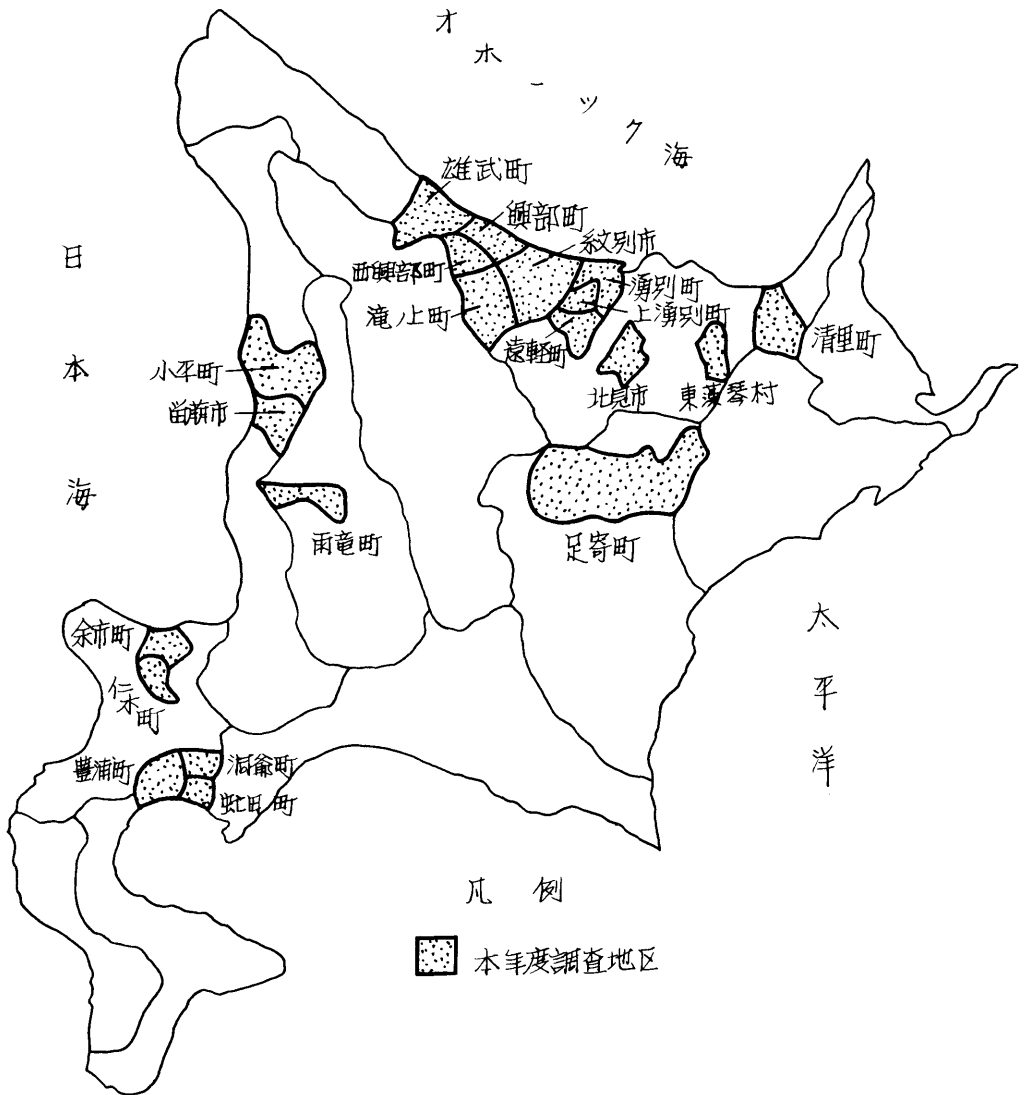 オホーツク海
雄武町
興部町
紋別市
西興部町
湧別町
上湧別町
滝ノ上町
遠軽町
清里町
北見市
東藻琴村
日本海
小平町
留萠市
雨竜町
足寄町
太平洋
余市町
仁木町
豊浦町
洞爺町
虻田町
凡例
本年度調査地区